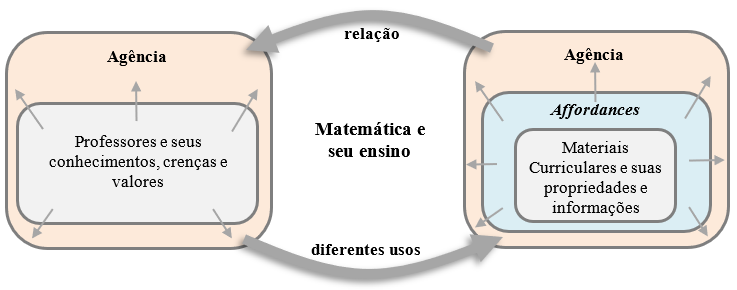 relação
Agência
Professores e seus
conhecimentos, crenças e
valores
Matemática e
seu ensino
Agência
Affordances
Materiais
Curriculares e suas
propriedades e
informações
diferentes usos